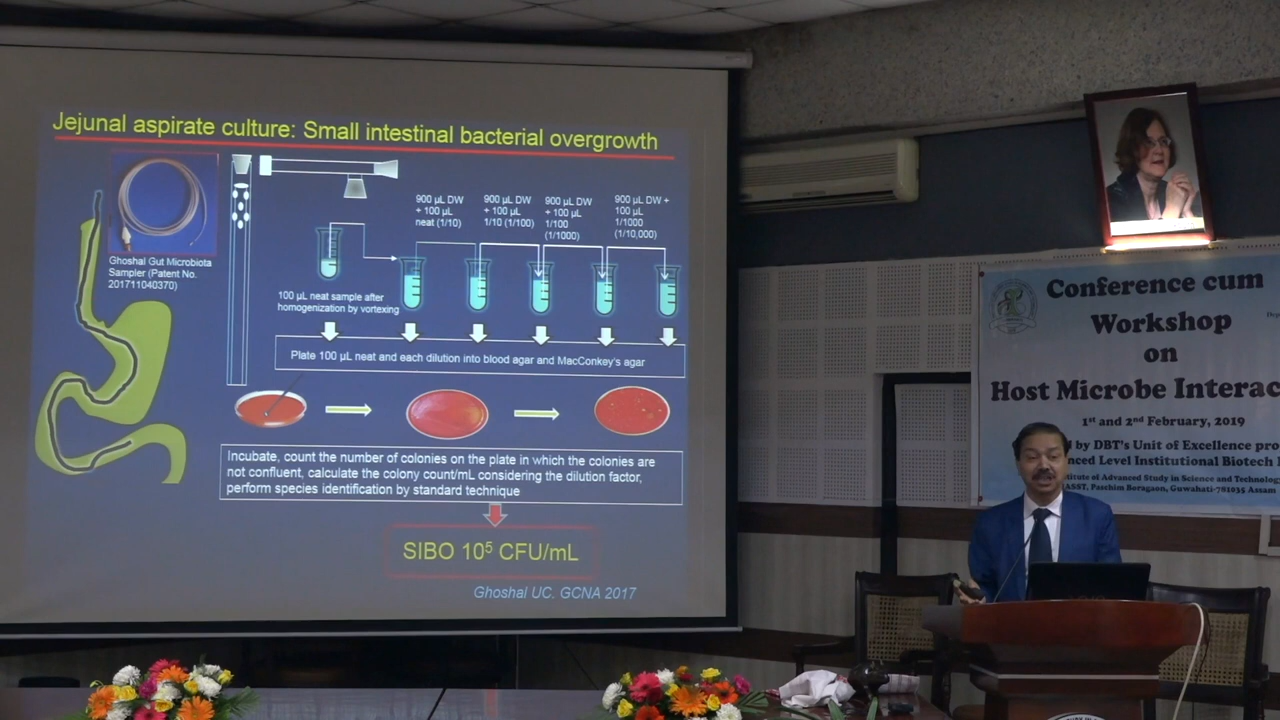 Jejunal aspirate culture: Small intestinal bacterial overgrowth
Ghoshal Gut Microbiota
Sampler (Patent No.
201711040370)
900 µL DW
+ 100 µL
neat (1/10)
900 µL DW
+ 100 µL
1/10 (1/100)
900 µL DW
+ 100 µL
1/100
(1/1000)
900 µL DW +
100 µL
1/1000
(1/10,000)
100 µL neat sample after
homogenization by vortexing
Plate 100 µL neat and each dilution into blood agar and MacConkey's agar
Incubate, count the number of colonies on the plate in which the colonies are
not confluent, calculate the colony count/mL considering the dilution factor,
perform species identification by standard technique
SIBO 10⁵ CFU/mL
Ghoshal UC. GCNA 2017
Conference cum
Workshop
on
Host Microbe Interac
1st and 2nd February, 2019
by DBT's Unit of Excellence pro
nced Level Institutional Biotech
titute of Advanced Study in Science and Technology
IASST, Paschim Boragaon, Guwahati-781035 Assam